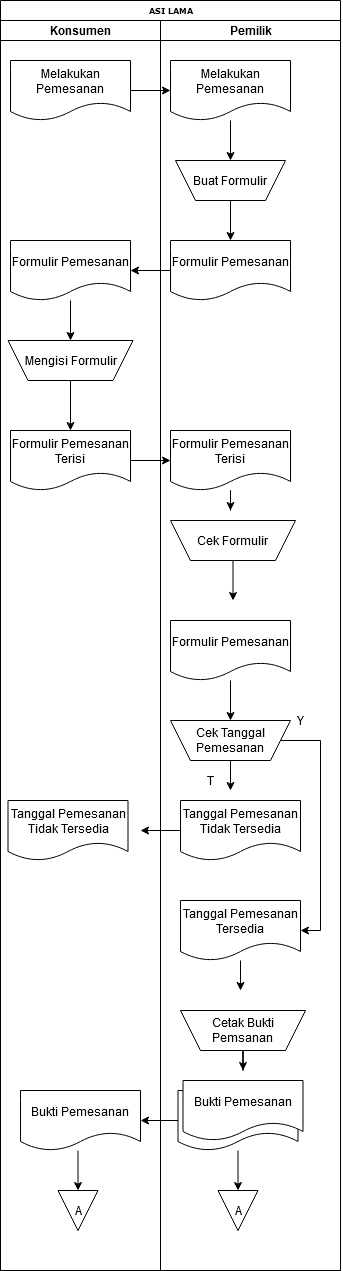 ASI LAMA
Konsumen
Pemilik
Melakukan
Pemesanan
Melakukan
Pemesanan
Buat Formulir
Formulir Pemesanan
Formulir Pemesanan
Mengisi Formulir
Formulir Pemesanan
Terisi
Formulir Pemesanan
Terisi
Cek Formulir
Formulir Pemesanan
Cek Tanggal
Pemesanan
Y
T
Tanggal Pemesanan
Tidak Tersedia
Tanggal Pemesanan
Tidak Tersedia
Tanggal Pemesanan
Tersedia
Cetak Bukti
Pemsanan
Bukti Pemesanan
Bukti Pemesanan
A
A